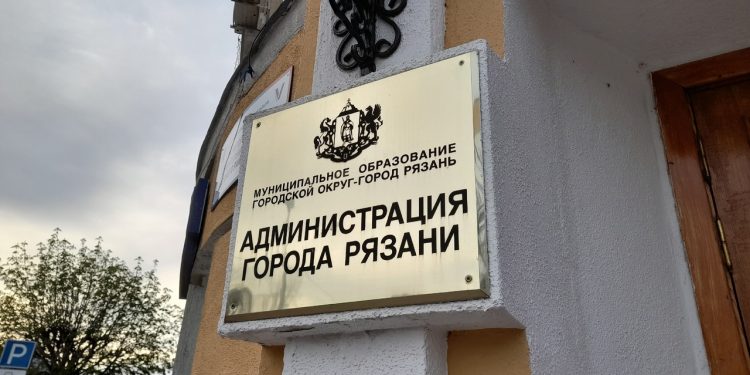 МУНИЦИПАЛЬНОЕ ОБРАЗОВАНИЕ
ГОРОДСКОЙ ОКРУГ-ГОРОД РЯЗАНЬ
АДМИНИСТРАЦИЯ
ГОРОДА РЯЗАНИ
P